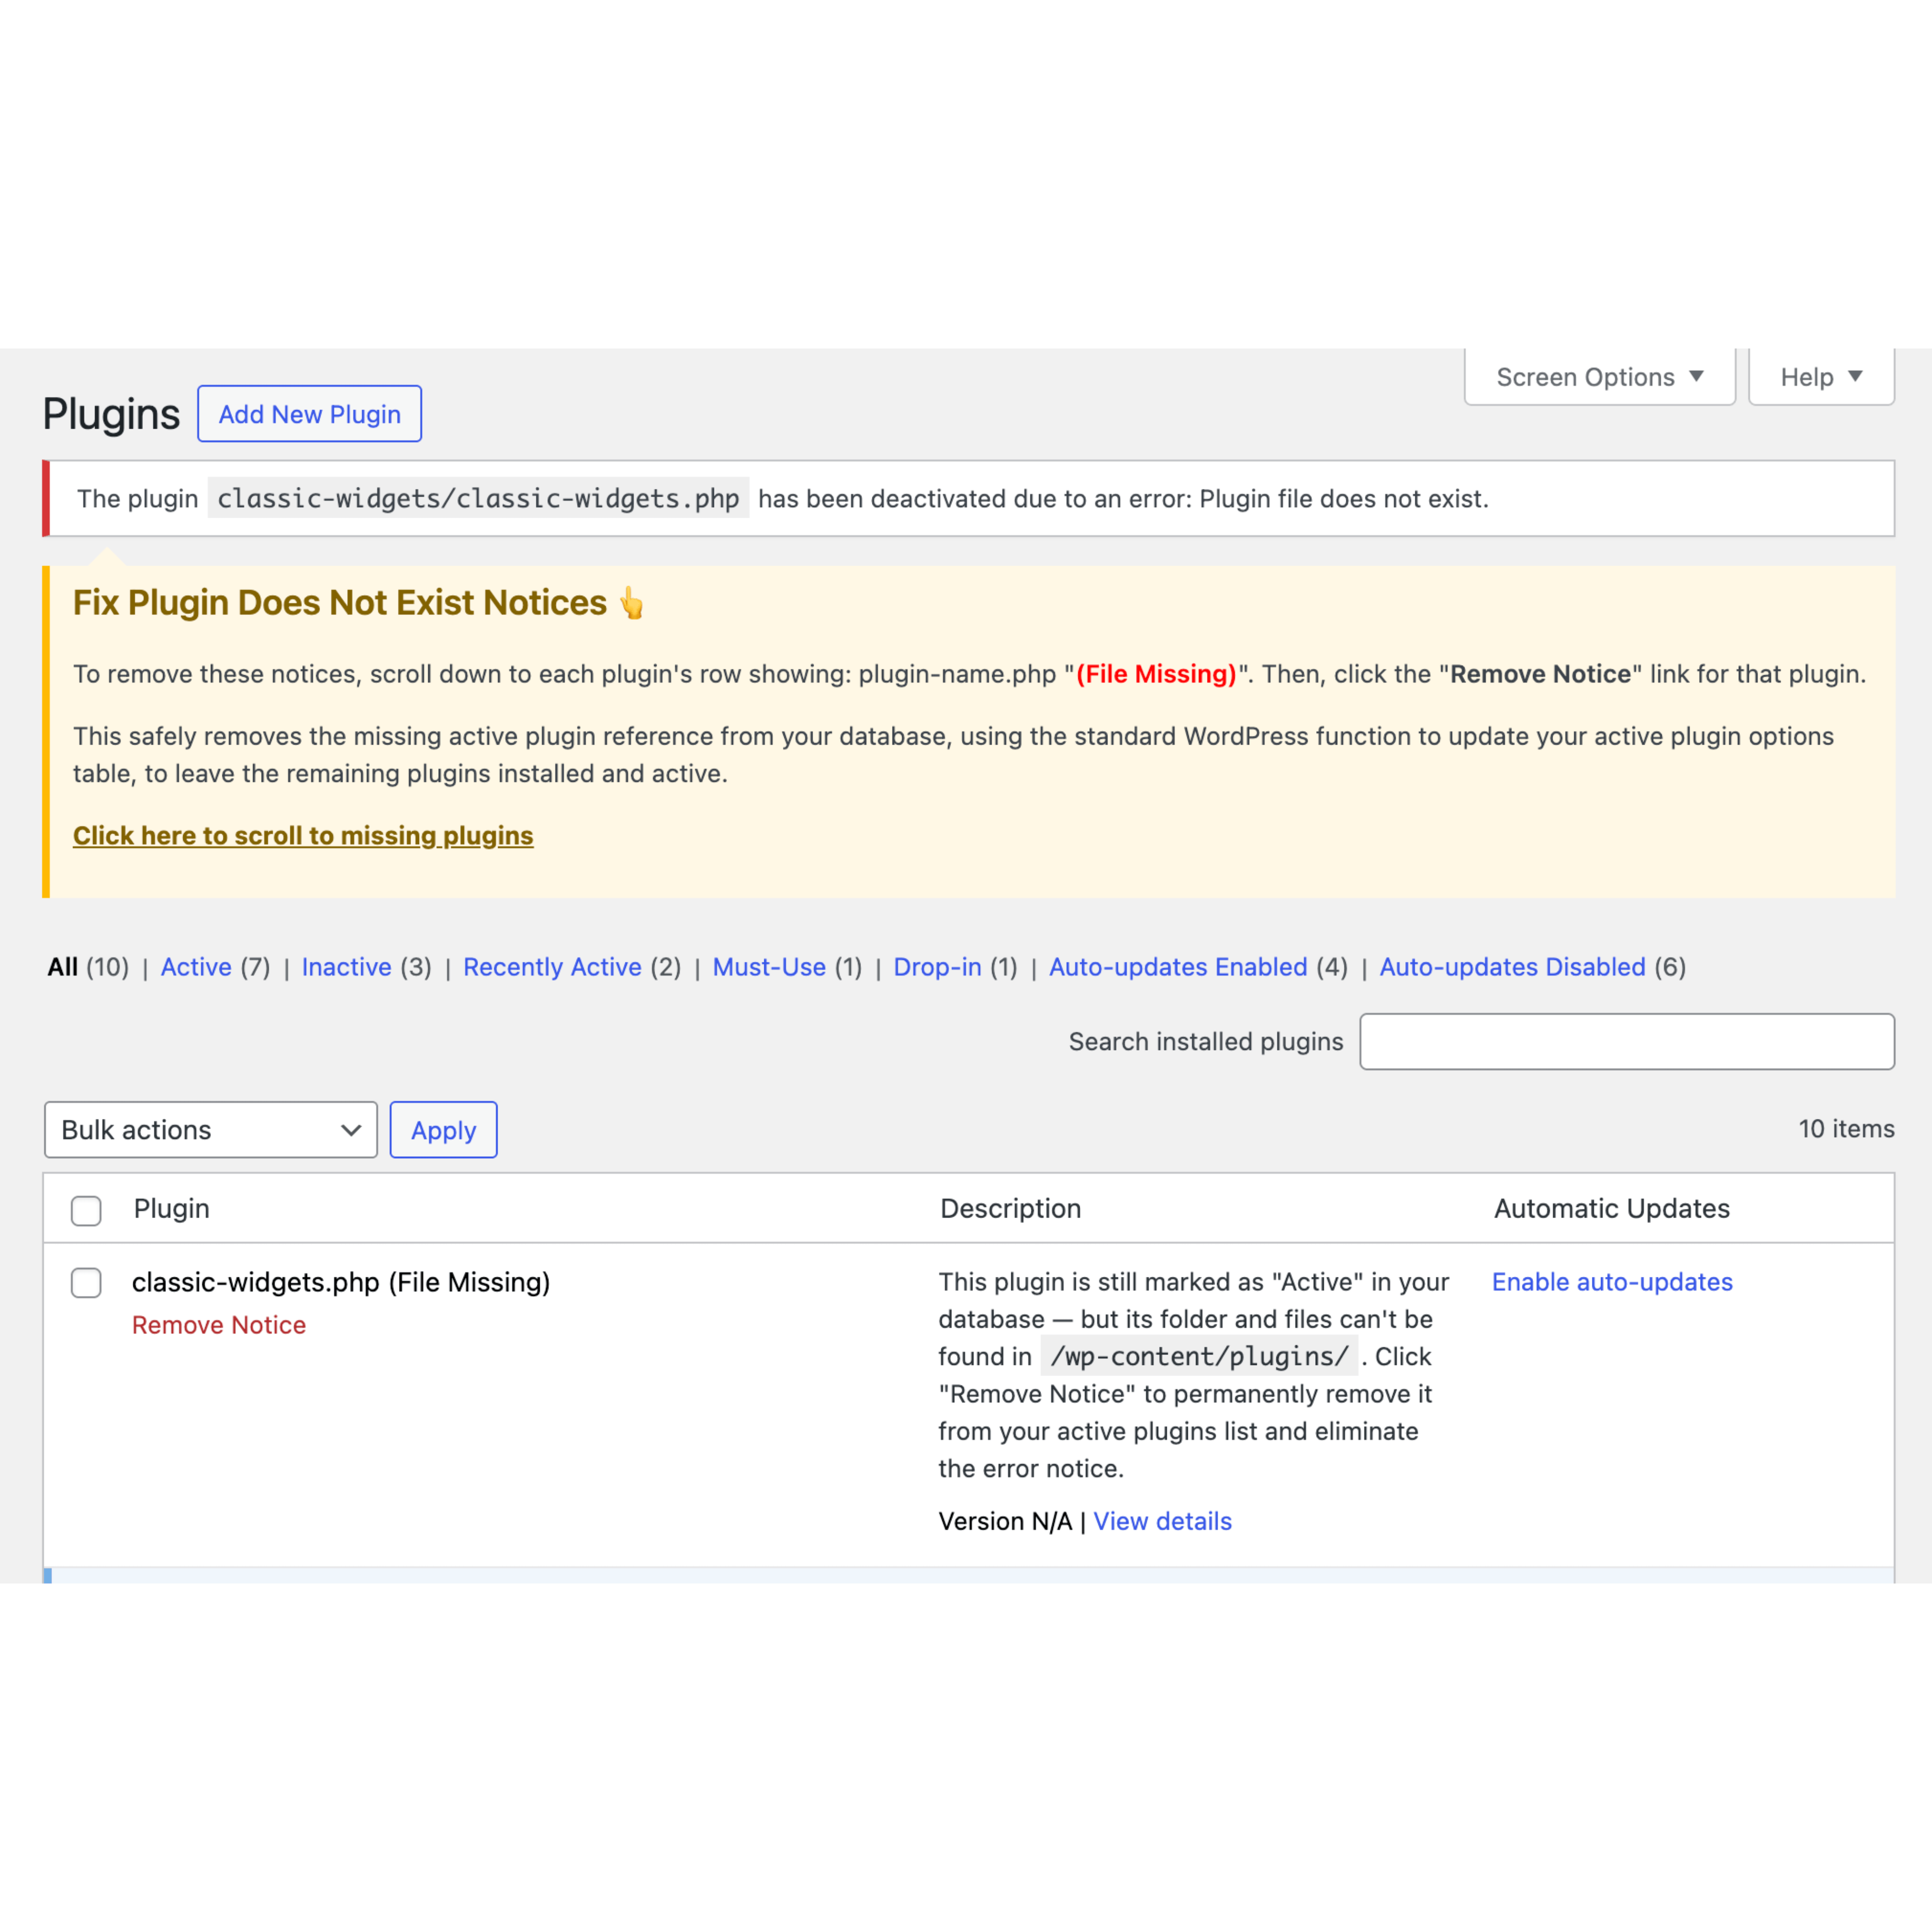 Screen Options ▼ Help ▼
Plugins Add New Plugin
The plugin classic-widgets/classic-widgets.php has been deactivated due to an error: Plugin file does not exist.
Fix Plugin Does Not Exist Notices 👆
To remove these notices, scroll down to each plugin's row showing: plugin-name.php "(File Missing)". Then, click the "Remove Notice" link for that plugin.
This safely removes the missing active plugin reference from your database, using the standard WordPress function to update your active plugin options
table, to leave the remaining plugins installed and active.
Click here to scroll to missing plugins
All (10) | Active (7) | Inactive (3) | Recently Active (2) | Must-Use (1) | Drop-in (1) | Auto-updates Enabled (4) | Auto-updates Disabled (6)
Search installed plugins
Bulk actions Apply 10 items
Plugin Description Automatic Updates
classic-widgets.php (File Missing)
Remove Notice
This plugin is still marked as "Active" in your
database — but its folder and files can't be
found in /wp-content/plugins/ . Click
"Remove Notice" to permanently remove it
from your active plugins list and eliminate
the error notice.
Version N/A | View details
Enable auto-updates